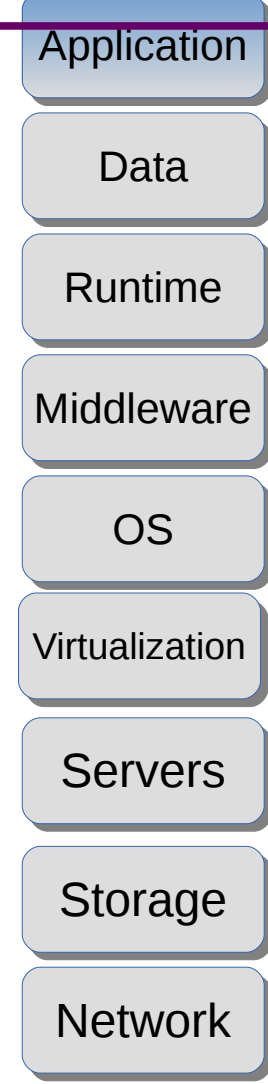 Application
Data
Runtime
Middleware
OS
Virtualization
Servers
Storage
Network